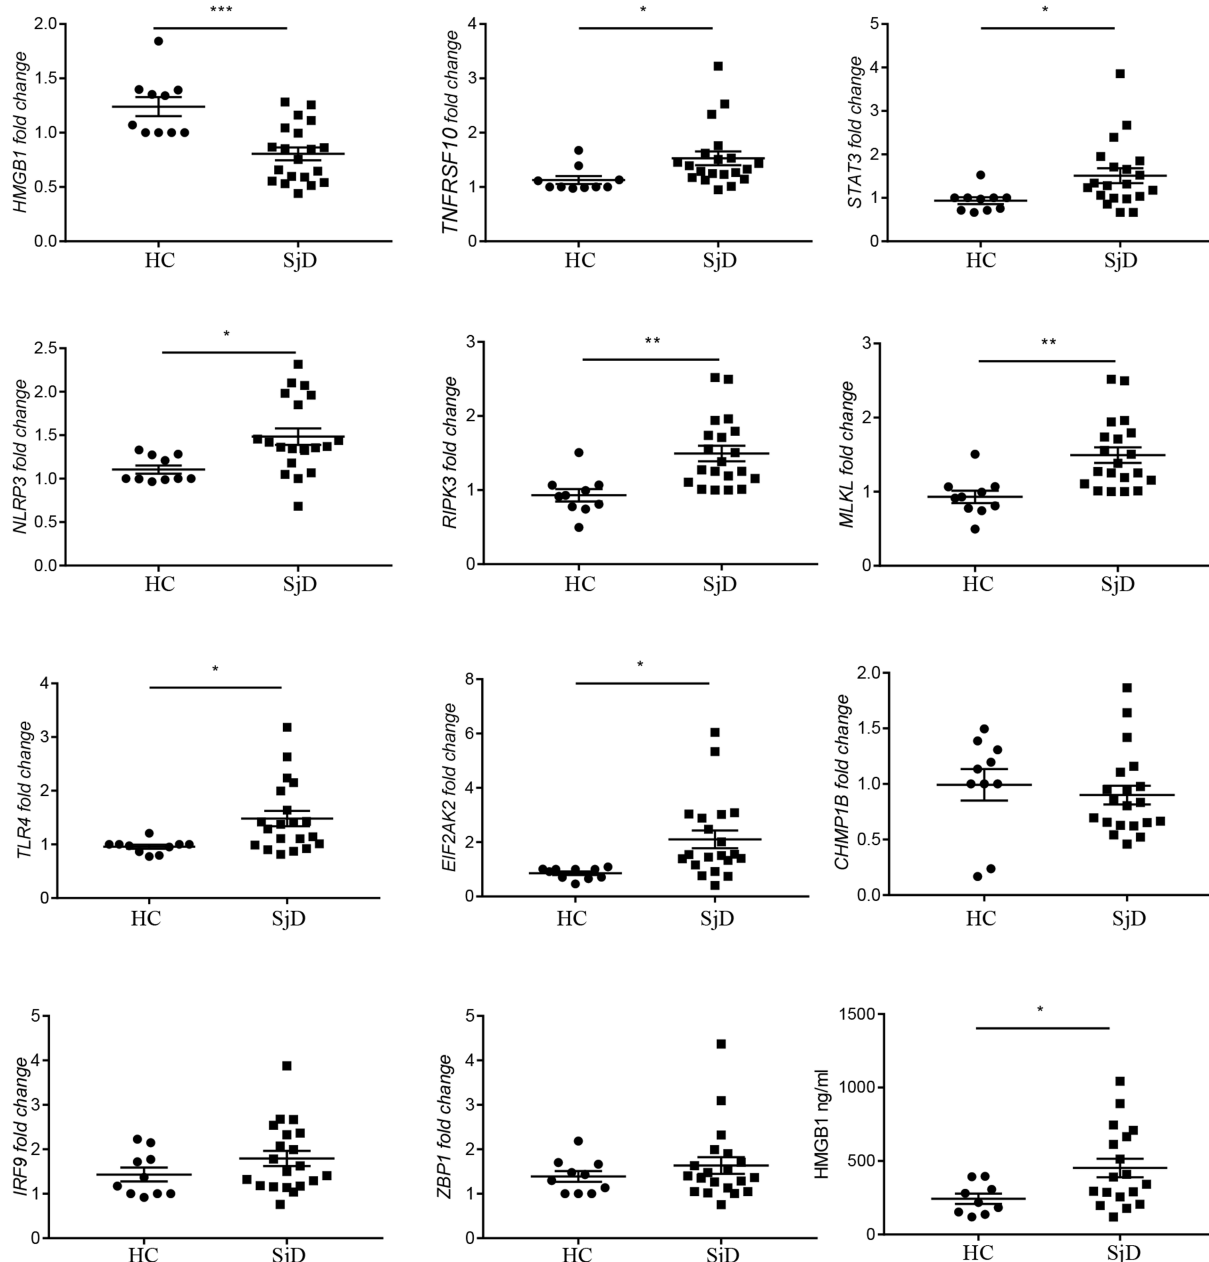 ***
HMGB1 fold change
2.0
1.5
1.0
0.5
0.0
HC SjD
*
TNFRSF10 fold change
4
3
2
1
0
HC SjD
*
STAT3 fold change
5
4
3
2
1
0
HC SjD
*
NLRP3 fold change
2.5
2.0
1.5
1.0
0.5
0.0
HC SjD
**
RIPK3 fold change
3
2
1
0
HC SjD
**
MLKL fold change
3
2
1
0
HC SjD
*
TLR4 fold change
4
3
2
1
0
HC SjD
*
EIF2AK2 fold change
8
6
4
2
0
HC SjD
CHMP1B fold change
2.0
1.5
1.0
0.5
0.0
HC SjD
IRF9 fold change
5
4
3
2
1
0
HC SjD
ZBP1 fold change
5
4
3
2
1
0
HC SjD
*
HMGB1 ng/ml
1500
1000
500
0
HC SjD